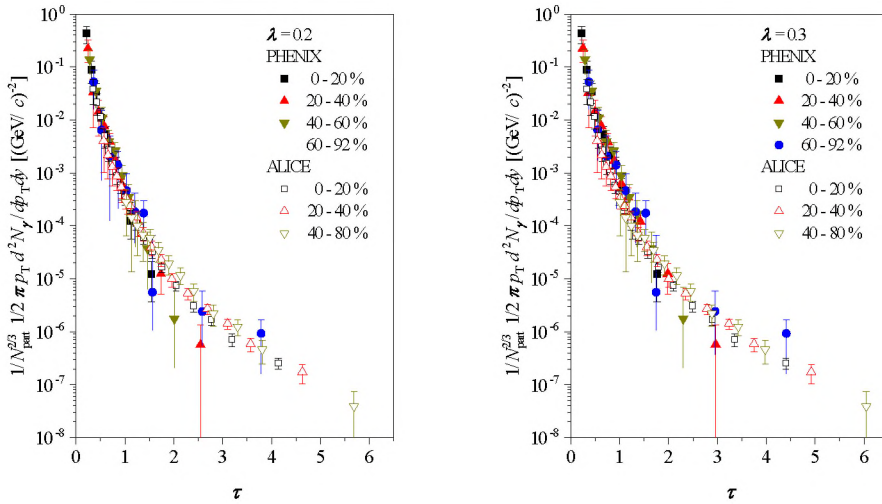 λ = 0.2
PHENIX
0 - 20 %
20 - 40 %
40 - 60 %
60 - 92 %
ALICE
0 - 20 %
20 - 40 %
40 - 80 %
1/N_part^2/3 1/2 π p_T d^2 N_γ / dp_T dy [(GeV/c)^-2]
10^0
10^-1
10^-2
10^-3
10^-4
10^-5
10^-6
10^-7
10^-8
0 1 2 3 4 5 6
τ
λ = 0.3
PHENIX
0 - 20 %
20 - 40 %
40 - 60 %
60 - 92 %
ALICE
0 - 20 %
20 - 40 %
40 - 80 %
1/N_part^2/3 1/2 π p_T d^2 N_γ / dp_T dy [(GeV/c)^-2]
10^0
10^-1
10^-2
10^-3
10^-4
10^-5
10^-6
10^-7
10^-8
0 1 2 3 4 5 6
τ